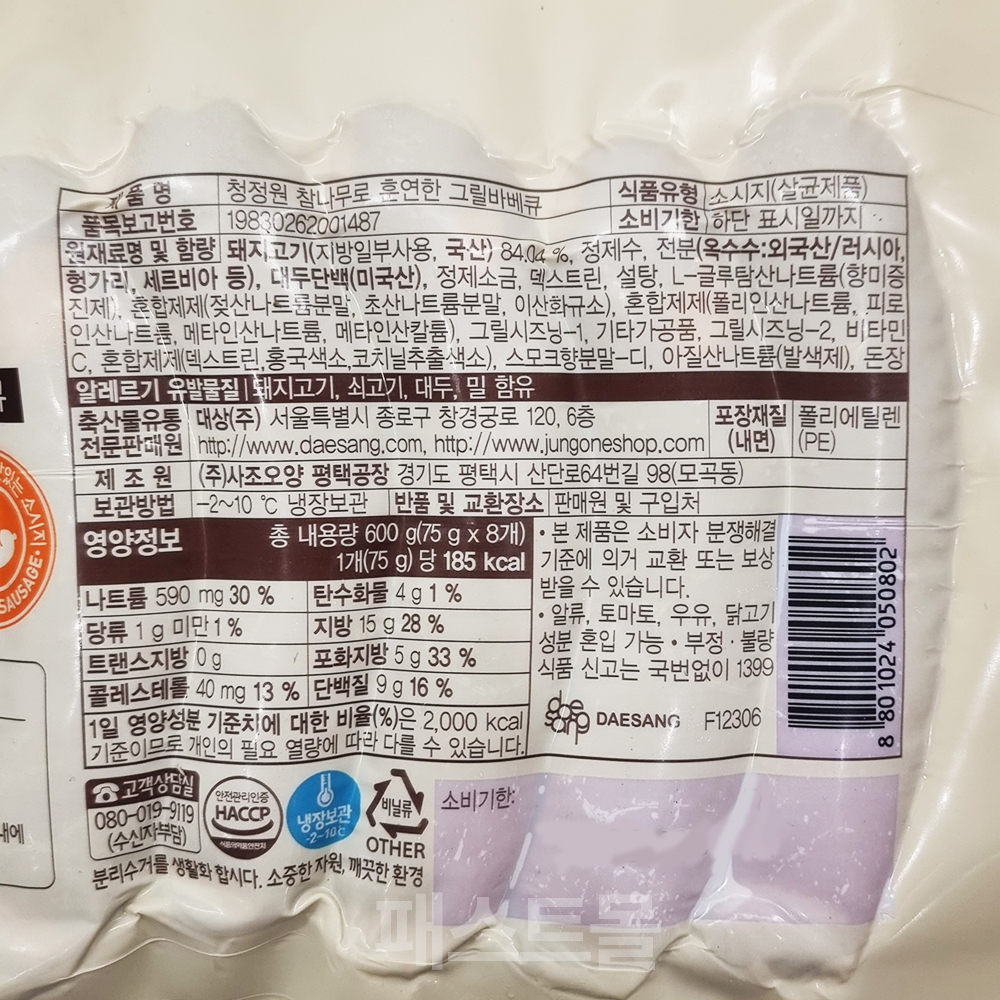 제품명 청정원 참나무로 훈연한 그릴바베큐 식품유형 소시지(살균제품)
품목보고번호 19830262001487 소비기한 하단 표시일까지
원재료명 및 함량 돼지고기(지방일부사용, 국산) 84.04 %, 정제수, 전분(옥수수:외국산/러시아,
헝가리, 세르비아 등), 대두단백(미국산), 정제소금, 덱스트린, 설탕, L-글루탐산나트륨(향미증
진제), 혼합제제(젖산나트륨분말, 초산나트륨분말, 이산화규소), 혼합제제(폴리인산나트륨, 피로
인산나트륨, 메타인산나트륨, 메타인산칼륨), 그릴시즈닝-1, 기타가공품, 그릴시즈닝-2, 비타민
C, 혼합제제(덱스트린,홍국색소,코치닐추출색소), 스모크향분말-디, 아질산나트륨(발색제), 돈장
알레르기 유발물질 | 돼지고기, 쇠고기, 대두, 밀 함유
축산물유통 대상(주) 서울특별시 종로구 창경궁로 120, 6층 포장재질 폴리에틸렌
전문판매원 http://www.daesang.com, http://www.jungoneshop.com (내면) (PE)
제조원 (주)사조오양 평택공장 경기도 평택시 산단로64번길 98(모곡동)
보관방법 -2~10 ℃ 냉장보관 반품 및 교환장소 판매원 및 구입처
영양정보 총 내용량 600 g(75 g x 8개)
1개(75 g) 당 185 kcal
나트륨 590 mg 30 % 탄수화물 4 g 1 %
당류 1 g 미만 1 % 지방 15 g 28 %
트랜스지방 0 g 포화지방 5 g 33 %
콜레스테롤 40 mg 13 % 단백질 9 g 16 %
1일 영양성분 기준치에 대한 비율(%)은 2,000 kcal
기준이므로 개인의 필요 열량에 따라 다를 수 있습니다.
• 본 제품은 소비자 분쟁해결
기준에 의거 교환 또는 보상
받을 수 있습니다.
• 알류, 토마토, 우유, 닭고기
성분 혼입 가능 • 부정·불량
식품 신고는 국번없이 1399
DAESANG F12306
8 801024 050802
고객상담실
080-019-9119
(수신자부담)
안전관리인증
HACCP
식품의약품안전처
냉장보관
-2~10℃
비닐류
OTHER
분리수거를 생활화 합시다. 소중한 자원, 깨끗한 환경
소비기한:
맛있는 소시지
SAUSAGE
내에
패스트몰